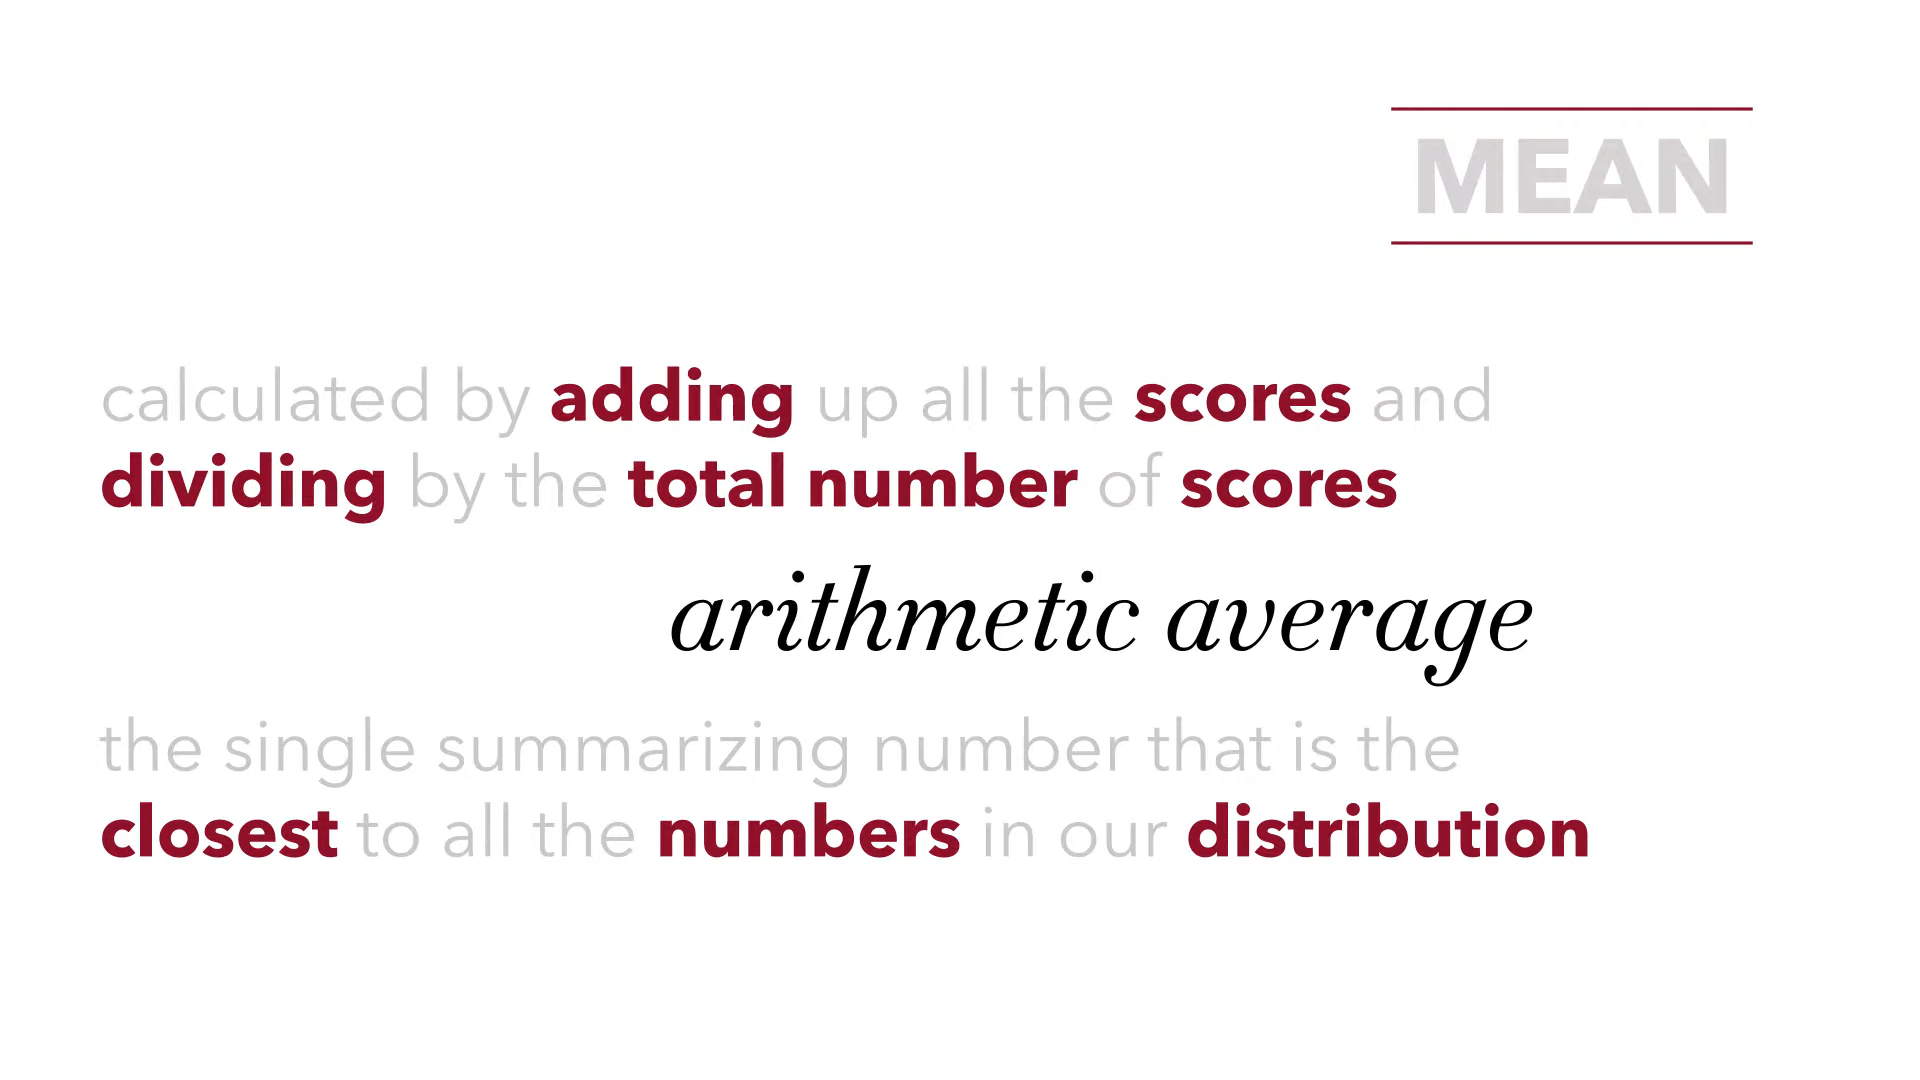 MEAN
calculated by adding up all the scores and
dividing by the total number of scores
arithmetic average
the single summarizing number that is the
closest to all the numbers in our distribution